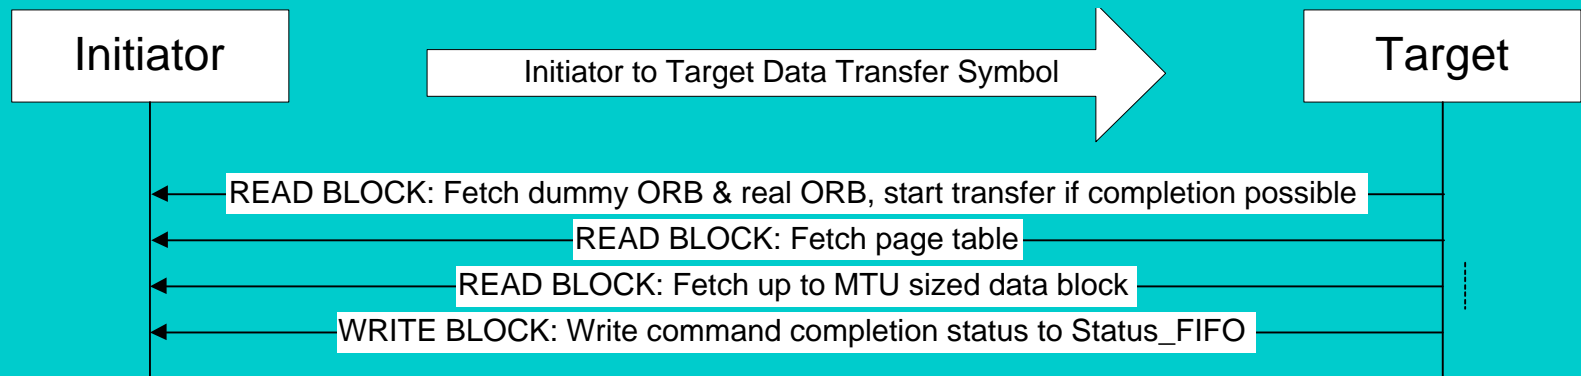 Initiator
Initiator to Target Data Transfer Symbol
Target
READ BLOCK: Fetch dummy ORB & real ORB, start transfer if completion possible
READ BLOCK: Fetch page table
READ BLOCK: Fetch up to MTU sized data block
WRITE BLOCK: Write command completion status to Status_FIFO